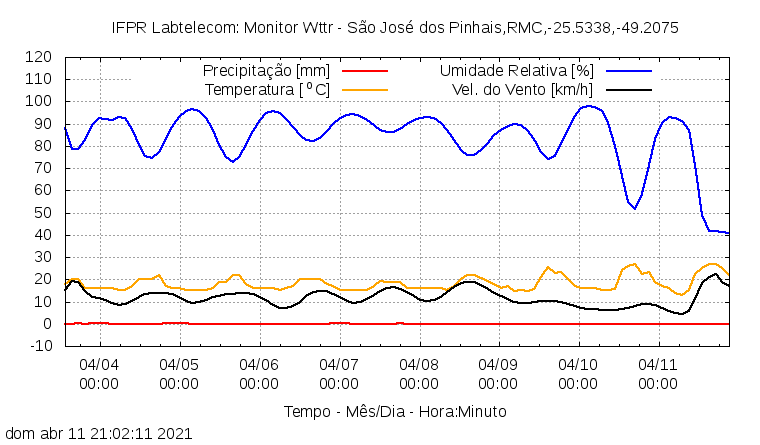 IFPR Labtelecom: Monitor Wttr - São José dos Pinhais,RMC,-25.5338,-49.2075
120
110
100
90
80
70
60
50
40
30
20
10
0
-10
Precipitação [mm]
Temperatura [⁰C]
Umidade Relativa [%]
Vel. do Vento [km/h]
04/04 04/05 04/06 04/07 04/08 04/09 04/10 04/11
00:00 00:00 00:00 00:00 00:00 00:00 00:00 00:00
Tempo - Mês/Dia - Hora:Minuto
dom abr 11 21:02:11 2021